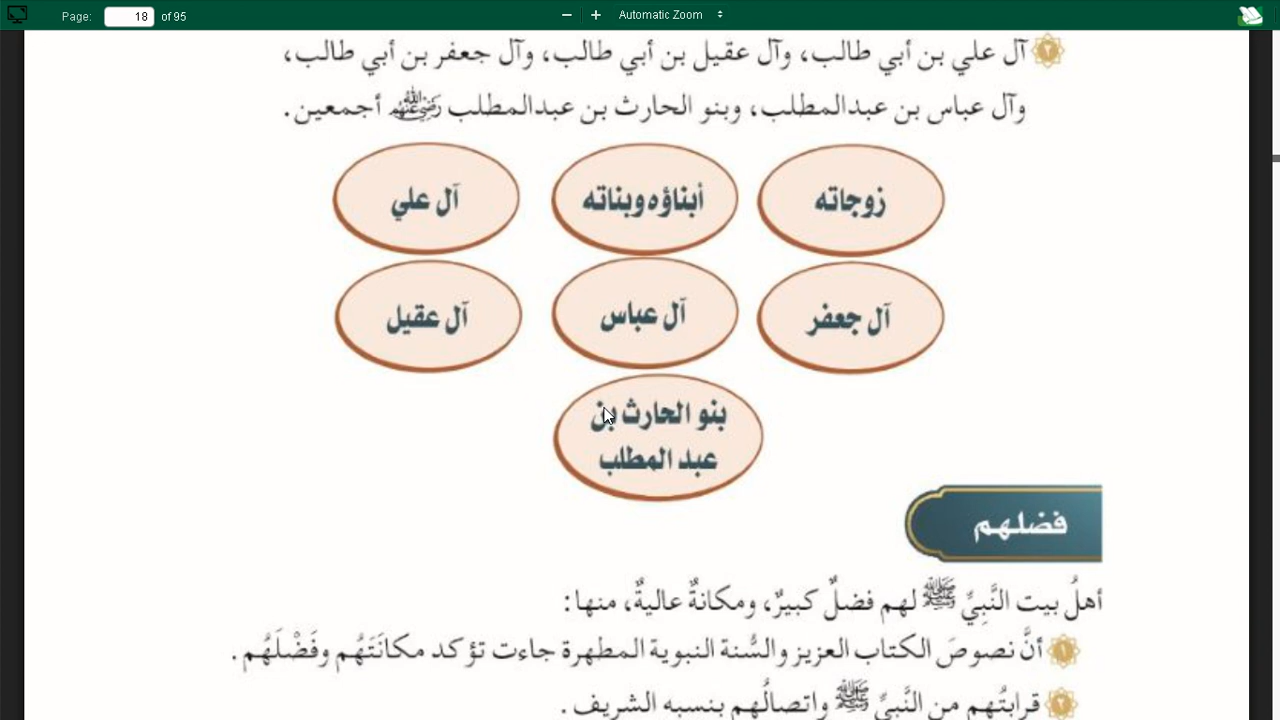 Page: 18 of 95 Automatic Zoom
٢ آل علي بن أبي طالب، وآل عقيل بن أبي طالب، وآل جعفر بن أبي طالب،
وآل عباس بن عبدالمطلب، وبنو الحارث بن عبدالمطلب رضي الله عنهم أجمعين.
زوجاته أبناؤه وبناته آل علي
آل جعفر آل عباس آل عقيل
بنو الحارث بن
عبد المطلب
فضلهم
أهلُ بيت النَّبِيِّ ﷺ لهم فضلٌ كبيرٌ، ومكانةٌ عاليةٌ، منها:
١ أنَّ نصوصَ الكتاب العزيز والسُّنة النبوية المطهرة جاءت تؤكد مكانَتَهُم وفَضْلَهُم.
٢ قرابتُهم من النَّبيِّ ﷺ واتصالُهم بنسبه الشريف.